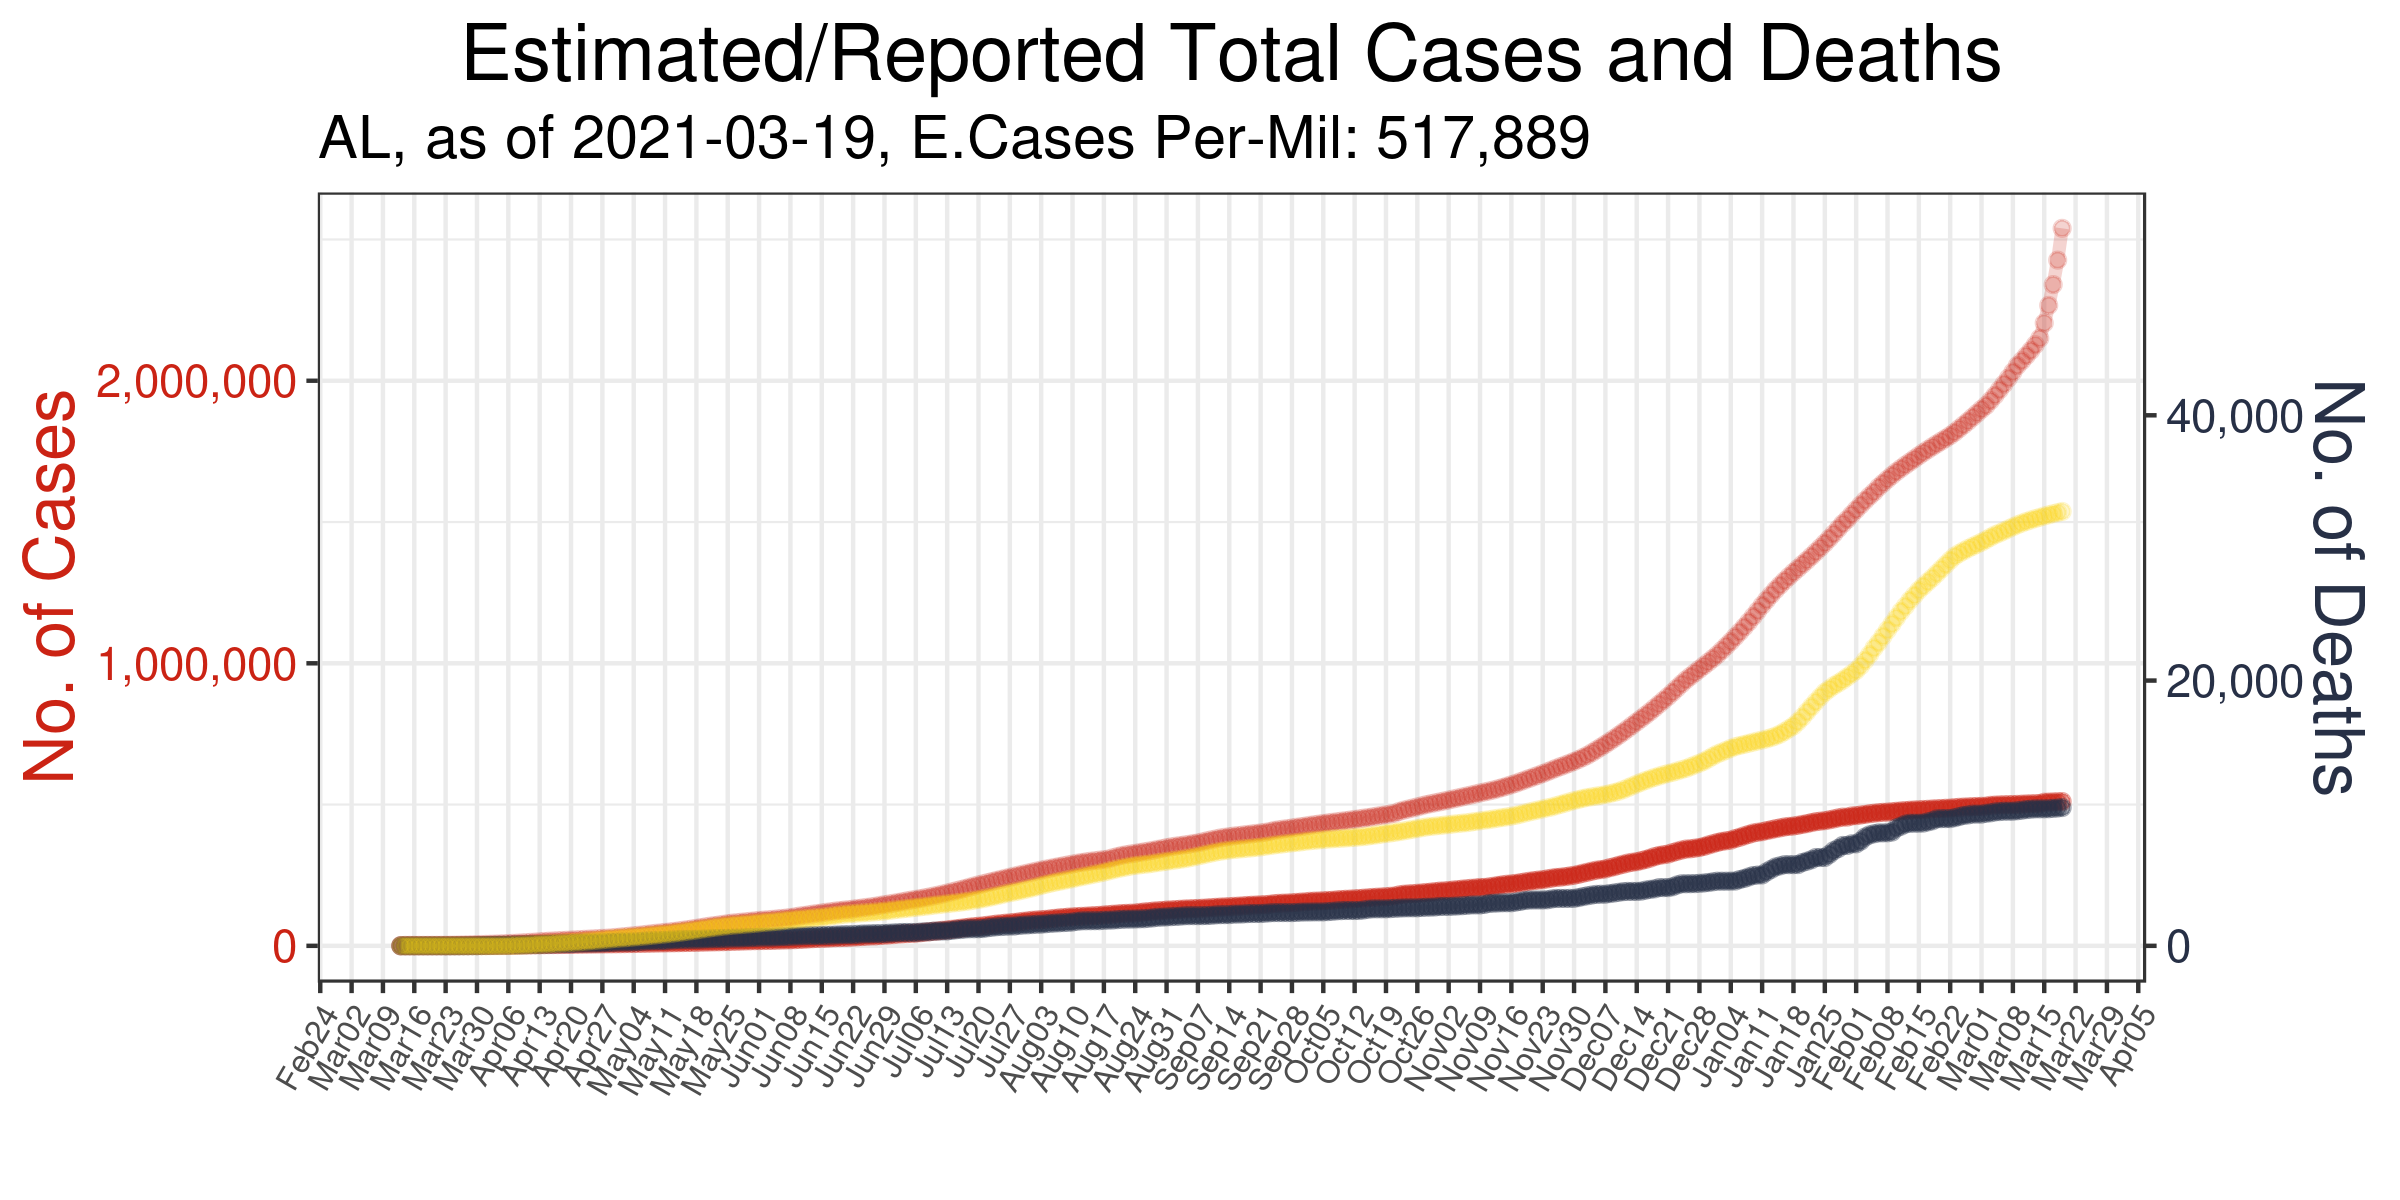 Estimated/Reported Total Cases and Deaths
AL, as of 2021-03-19, E.Cases Per-Mil: 517,889
No. of Cases
2,000,000
1,000,000
0
No. of Deaths
40,000
20,000
0
Feb24
Mar02
Mar09
Mar16
Mar23
Mar30
Apr06
Apr13
Apr20
Apr27
May04
May11
May18
May25
Jun01
Jun08
Jun15
Jun22
Jun29
Jul06
Jul13
Jul20
Jul27
Aug03
Aug10
Aug17
Aug24
Aug31
Sep07
Sep14
Sep21
Sep28
Oct05
Oct12
Oct19
Oct26
Nov02
Nov09
Nov16
Nov23
Nov30
Dec07
Dec14
Dec21
Dec28
Jan04
Jan11
Jan18
Jan25
Feb01
Feb08
Feb15
Feb22
Mar01
Mar08
Mar15
Mar22
Mar29
Apr05